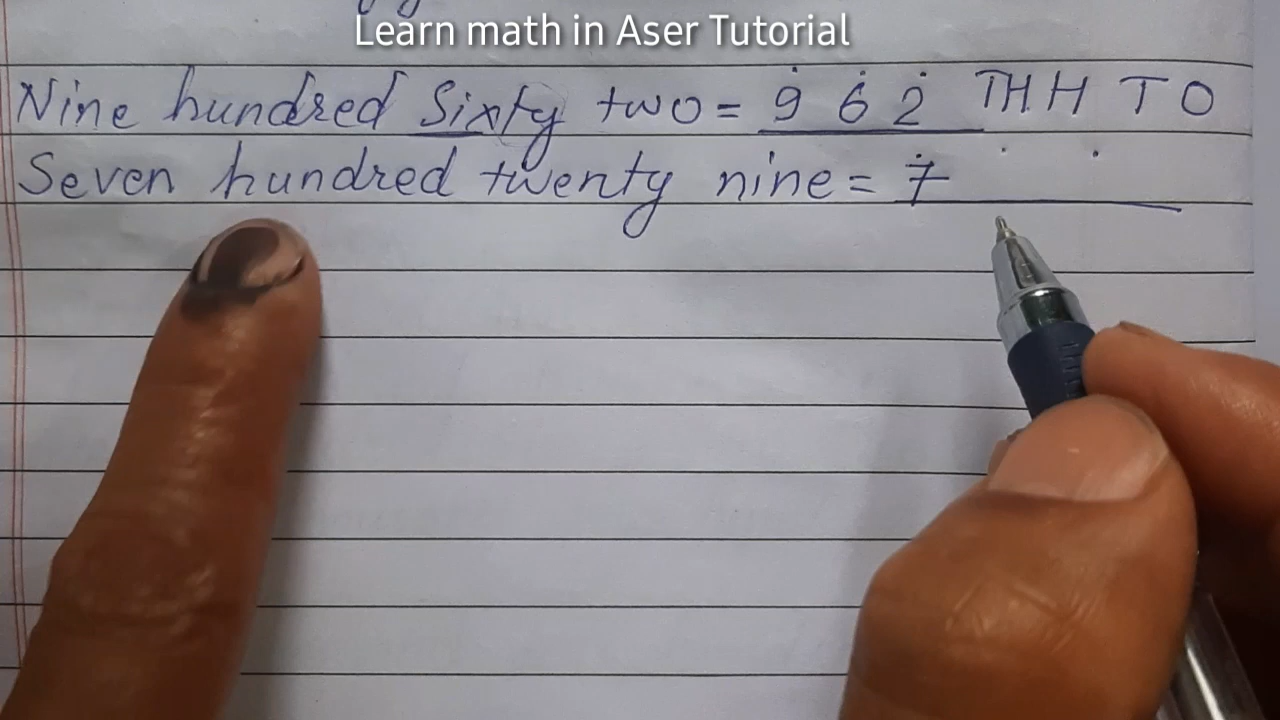 Learn math in Aser Tutorial
Nine hundred Sixty two = 9 6 2 TH H T O
Seven hundred twenty nine = 7